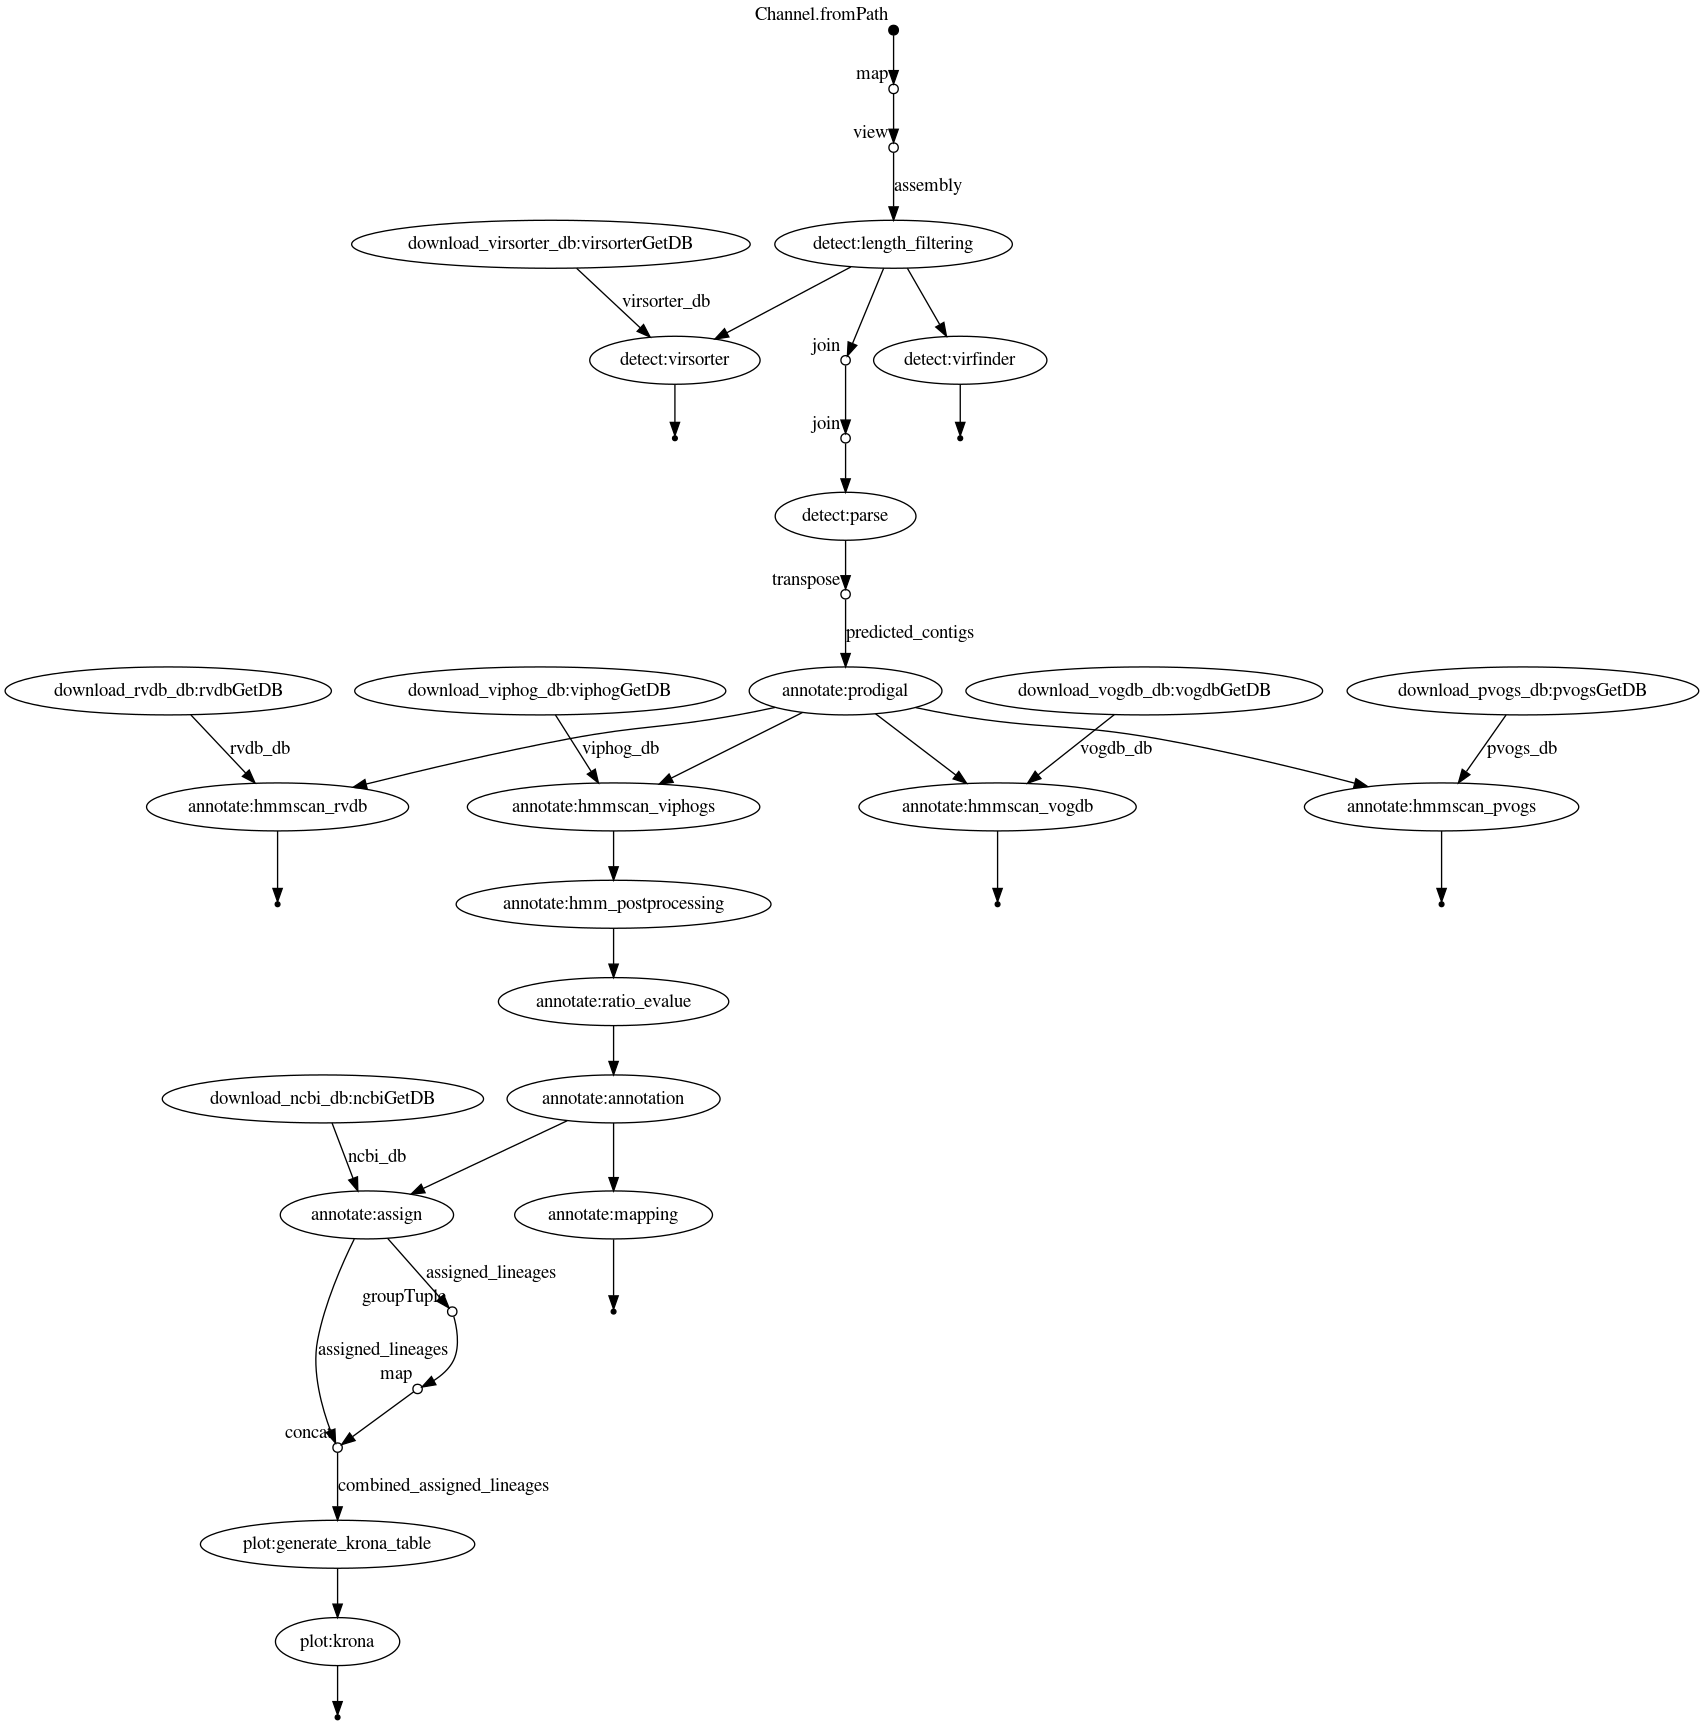 Channel.fromPath
map
view
assembly
download_virsorter_db:virsorterGetDB
detect:length_filtering
virsorter_db
join
detect:virsorter
detect:virfinder
join
detect:parse
transpose
predicted_contigs
download_rvdb_db:rvdbGetDB
download_viphog_db:viphogGetDB
annotate:prodigal
download_vogdb_db:vogdbGetDB
download_pvogs_db:pvogsGetDB
rvdb_db
viphog_db
vogdb_db
pvogs_db
annotate:hmmscan_rvdb
annotate:hmmscan_viphogs
annotate:hmmscan_vogdb
annotate:hmmscan_pvogs
annotate:hmm_postprocessing
annotate:ratio_evalue
download_ncbi_db:ncbiGetDB
annotate:annotation
ncbi_db
annotate:assign
annotate:mapping
assigned_lineages
groupTuple
assigned_lineages
map
concat
combined_assigned_lineages
plot:generate_krona_table
plot:krona